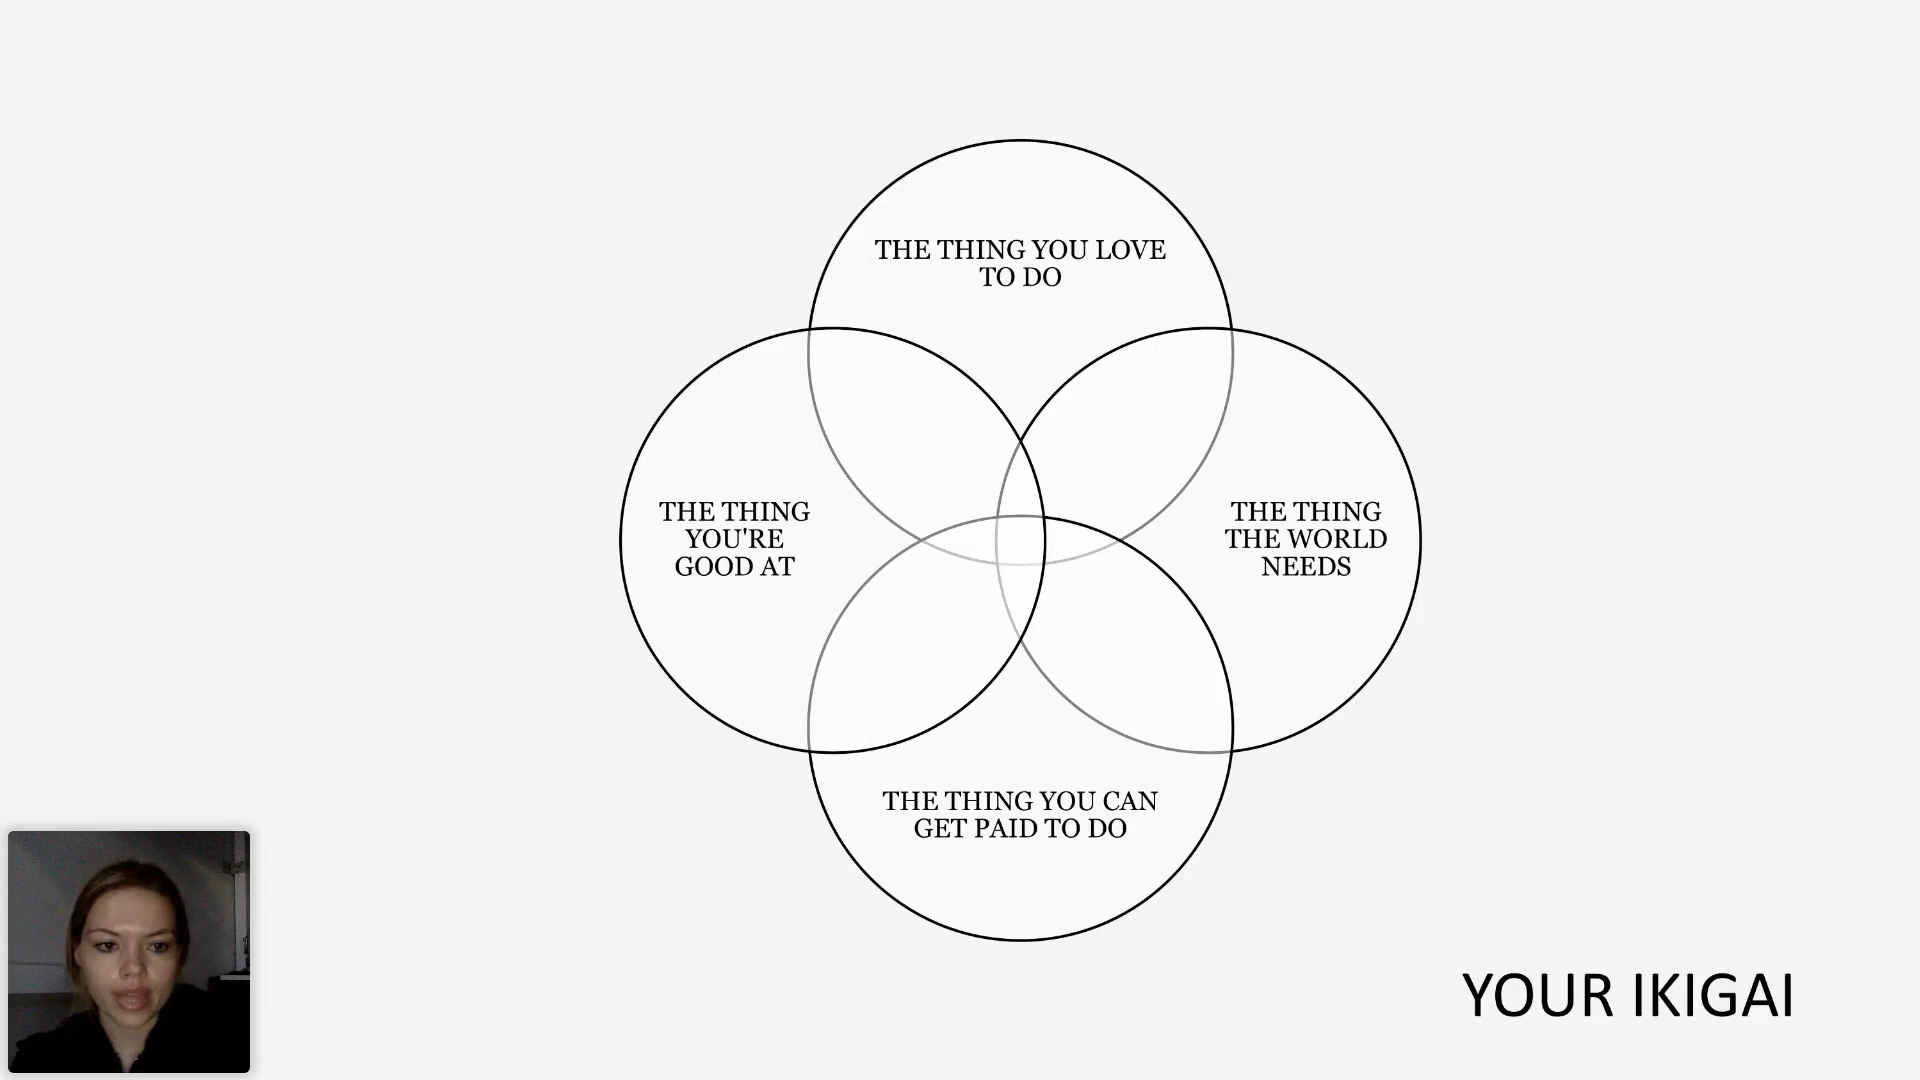 THE THING YOU LOVE
TO DO
THE THING
YOU'RE
GOOD AT
THE THING
THE WORLD
NEEDS
THE THING YOU CAN
GET PAID TO DO
YOUR IKIGAI